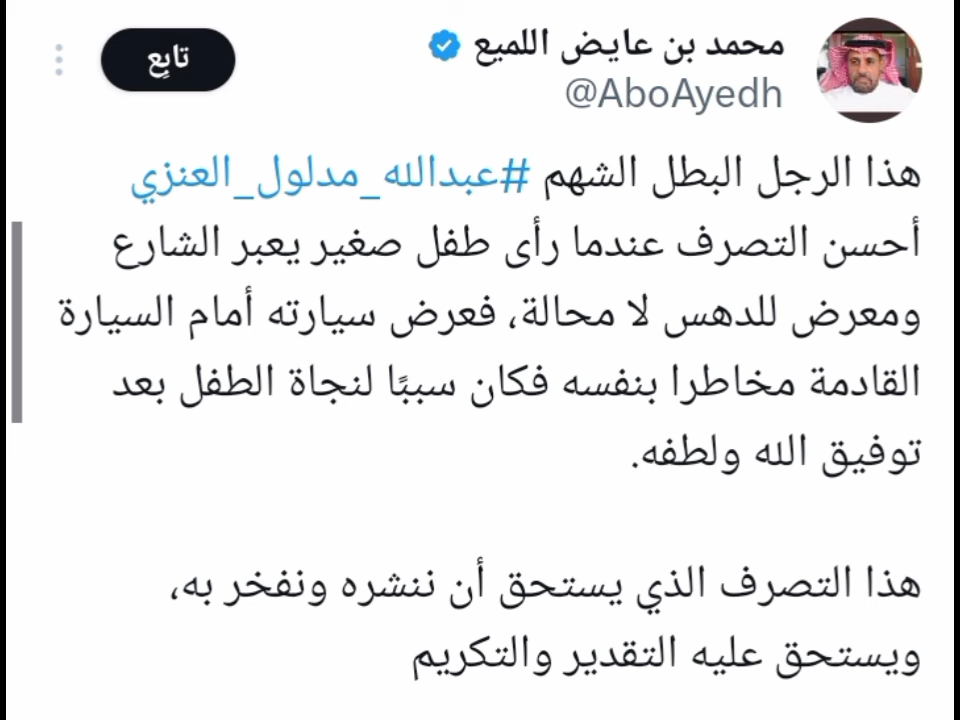 محمد بن عايض اللميع
تابِع
@AboAyedh
هذا الرجل البطل الشهم #عبدالله_مدلول_العنزي
أحسن التصرف عندما رأى طفل صغير يعبر الشارع
ومعرض للدهس لا محالة، فعرض سيارته أمام السيارة
القادمة مخاطرا بنفسه فكان سببًا لنجاة الطفل بعد
توفيق الله ولطفه.
هذا التصرف الذي يستحق أن ننشره ونفخر به،
ويستحق عليه التقدير والتكريم